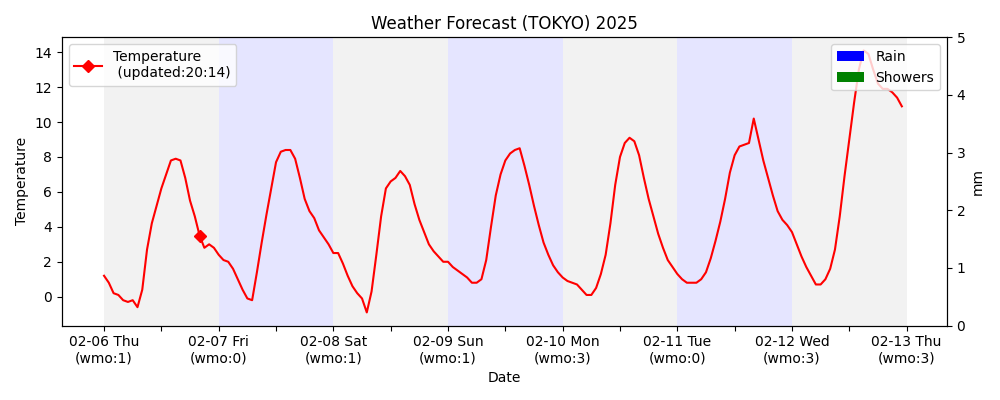 Weather Forecast (TOKYO) 2025
Temperature
(updated:20:14)
Rain
Showers
14
12
10
8
6
4
2
0
Temperature
5
4
3
2
1
0
mm
02-06 Thu
(wmo:1)
02-07 Fri
(wmo:0)
02-08 Sat
(wmo:1)
02-09 Sun
(wmo:1)
02-10 Mon
(wmo:3)
02-11 Tue
(wmo:0)
02-12 Wed
(wmo:3)
02-13 Thu
(wmo:3)
Date